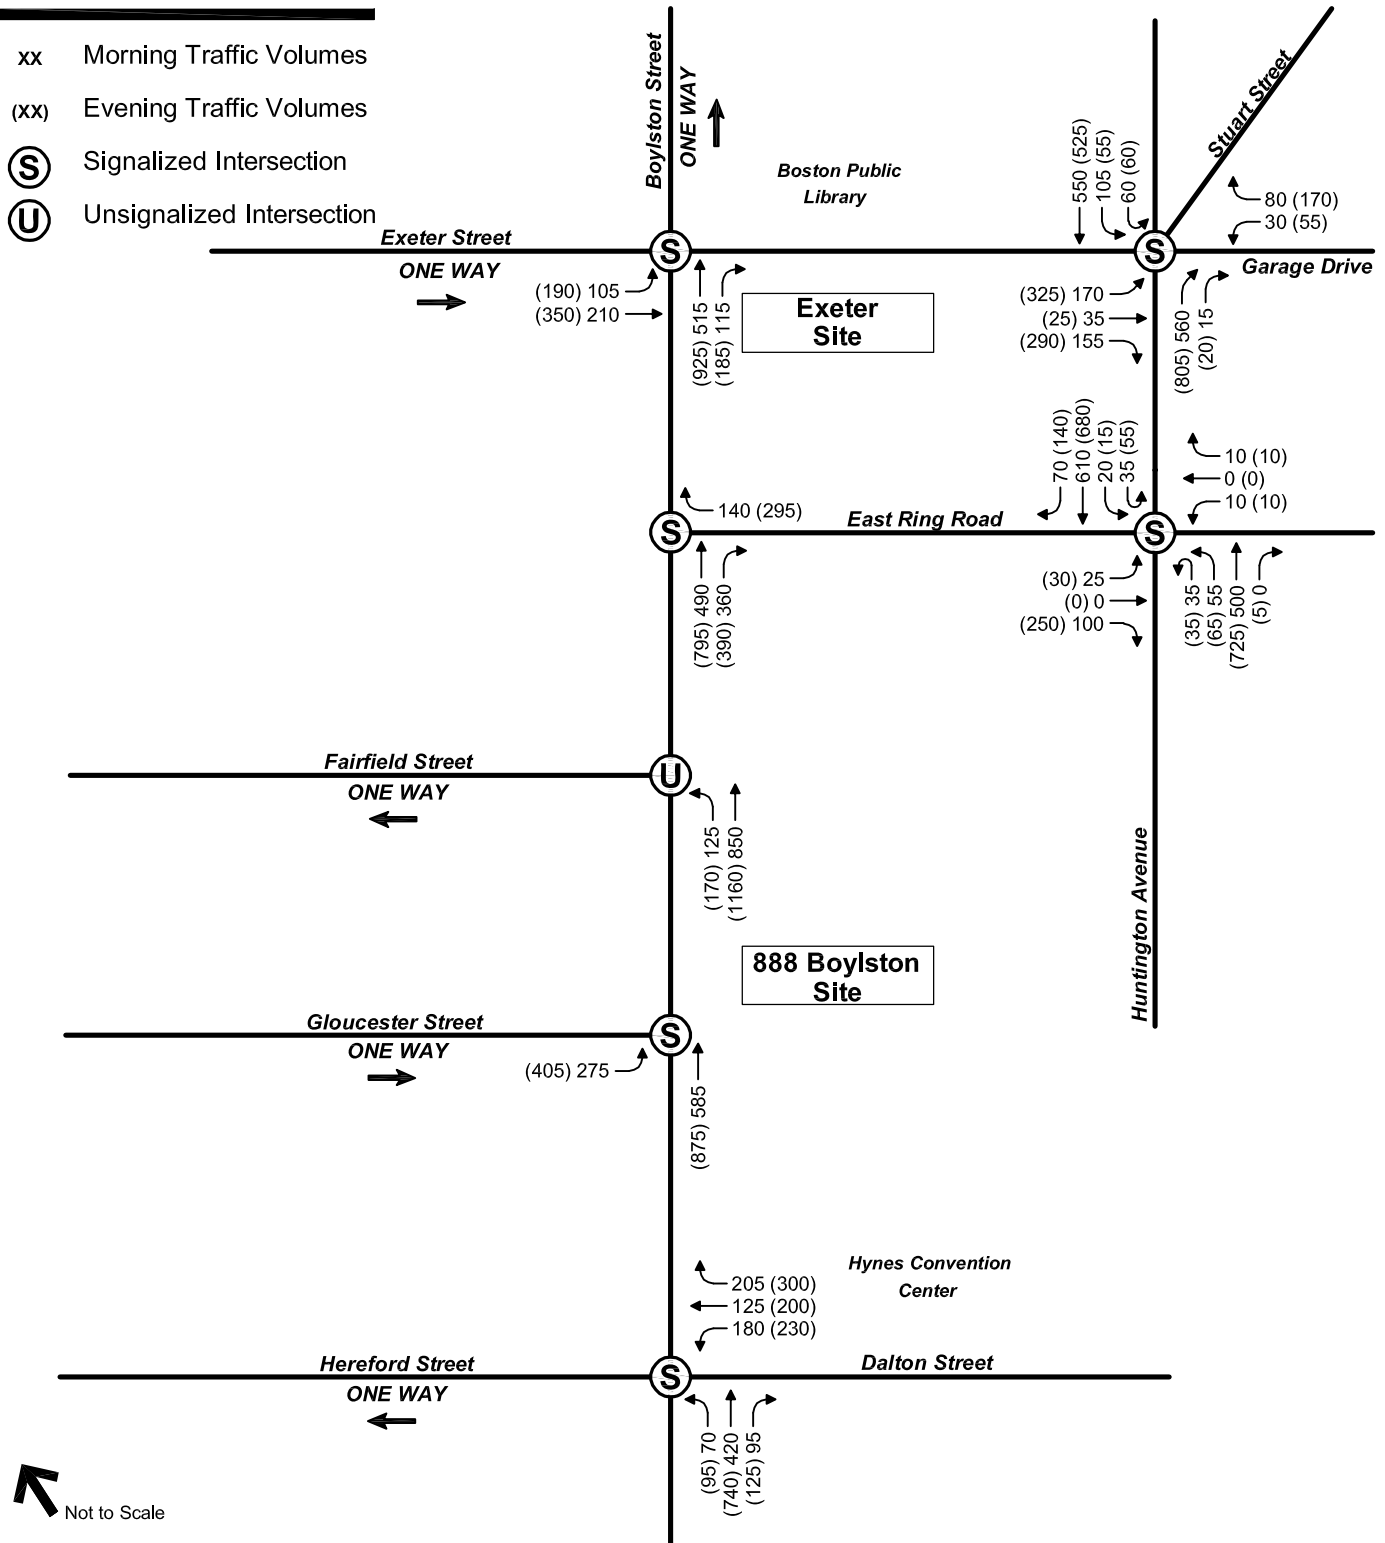 XX Morning Traffic Volumes
(XX) Evening Traffic Volumes
S Signalized Intersection
U Unsignalized Intersection
Boylston Street
ONE WAY
Boston Public
Library
550 (525)
105 (55)
60 (60)
Stuart Street
80 (170)
30 (55)
Exeter Street
ONE WAY
S
S
Garage Drive
(190) 105
(350) 210
(925) 515
(185) 115
Exeter
Site
(325) 170
(25) 35
(290) 155
(805) 560
(20) 15
70 (140)
610 (680)
20 (15)
35 (55)
10 (10)
0 (0)
10 (10)
140 (295)
S
East Ring Road
S
(795) 490
(390) 360
(30) 25
(0) 0
(250) 100
(35) 35
(65) 55
(725) 500
(5) 0
Fairfield Street
ONE WAY
U
(170) 125
(1160) 850
Huntington Avenue
888 Boylston
Site
Gloucester Street
ONE WAY
S
(405) 275
(875) 585
Hynes Convention
Center
205 (300)
125 (200)
180 (230)
Hereford Street
ONE WAY
S
Dalton Street
(95) 70
(740) 420
(125) 95
Not to Scale